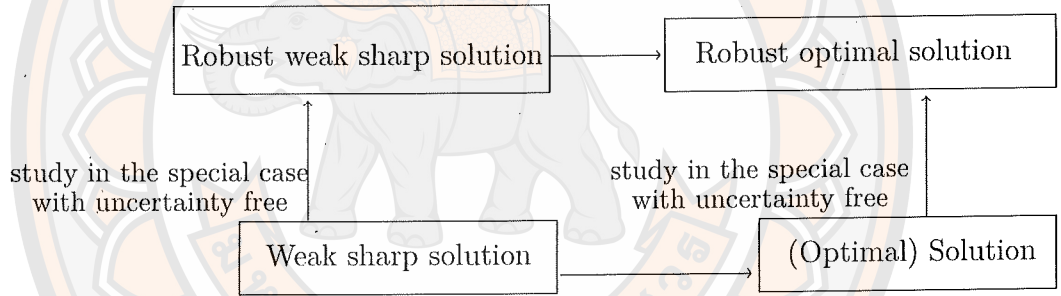 Robust weak sharp solution
Robust optimal solution
study in the special case
with uncertainty free
study in the special case
with uncertainty free
Weak sharp solution
(Optimal) Solution